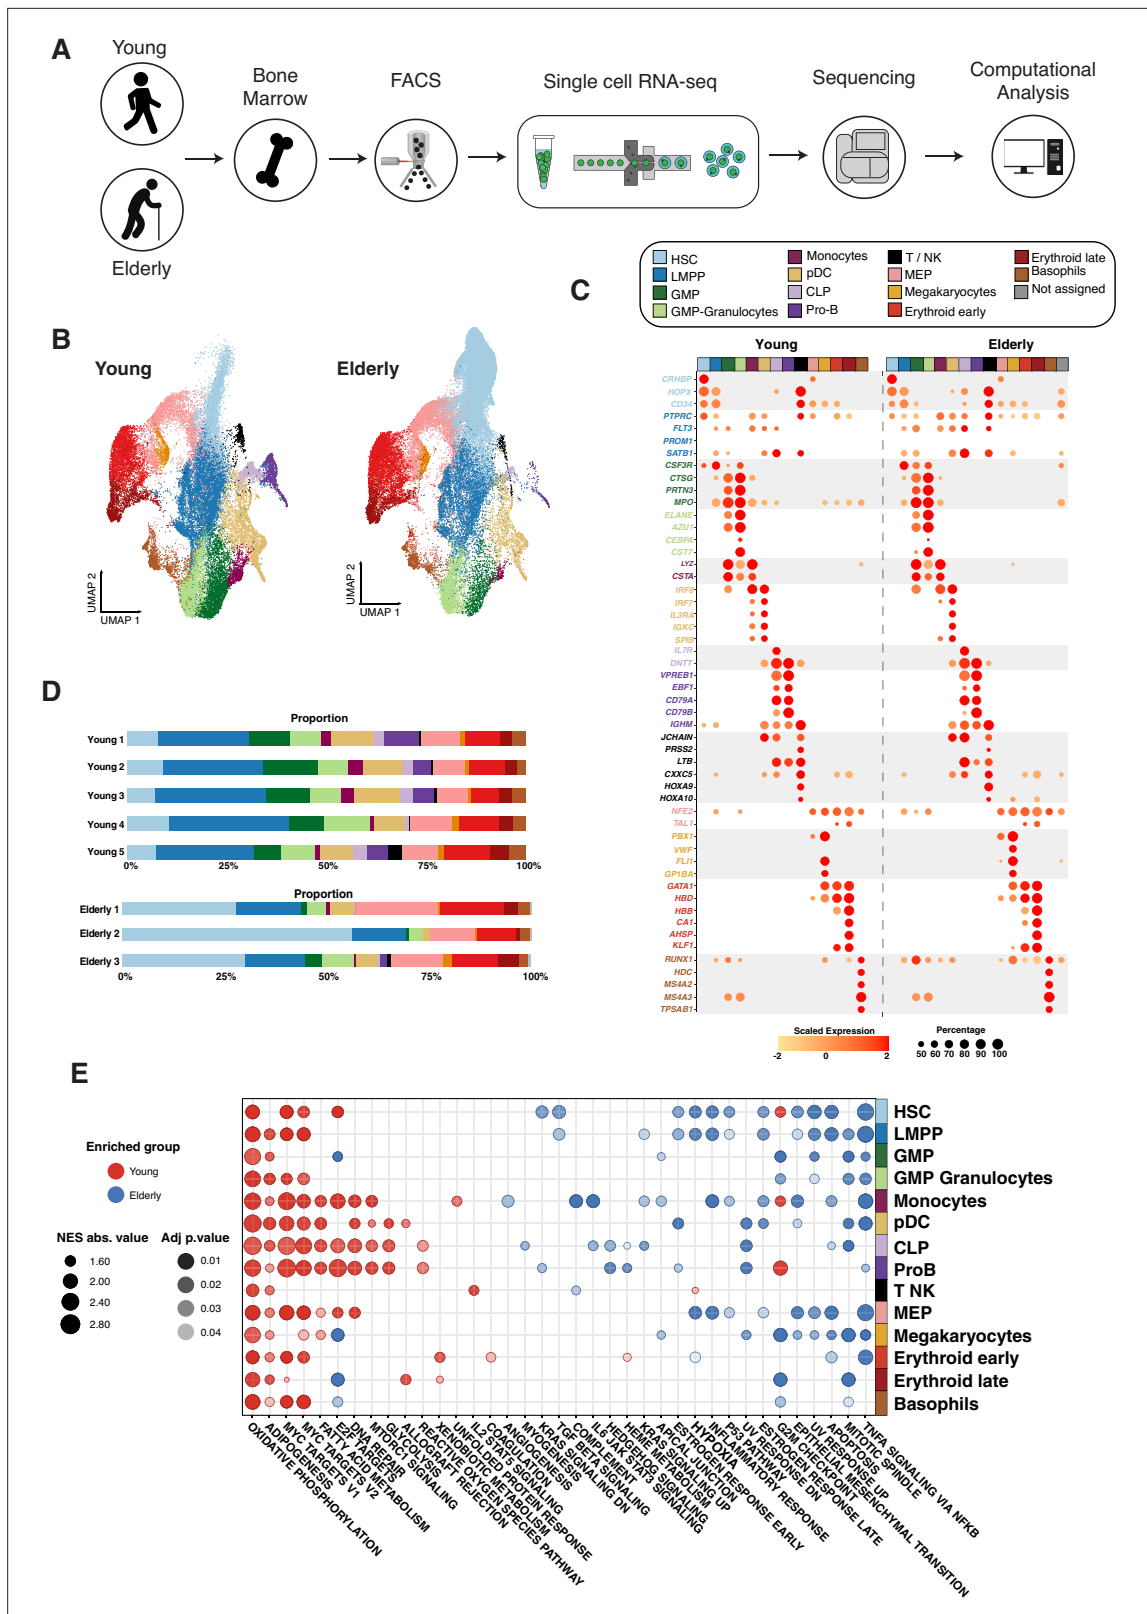 A
Young
Bone
Marrow
FACS
Single cell RNA-seq
Sequencing
Computational
Analysis
Elderly
HSC
LMPP
GMP
GMP-Granulocytes
Monocytes
pDC
CLP
Pro-B
T / NK
MEP
Megakaryocytes
Erythroid early
Erythroid late
Basophils
Not assigned
B
Young
Elderly
UMAP 2
UMAP 1
UMAP 2
UMAP 1
C
Young
Elderly
CRHBP
HOPX
CD34
PTPRC
FLT3
PROM1
SATB1
CSF3R
CTSG
PRTN3
MPO
ELANE
AZU1
CEBPA
CST7
LYZ
CSTA
IRF8
IRF7
IL3RA
IGKC
SPIB
IL7R
DNTT
VPREB1
EBF1
CD79A
CD79B
IGHM
JCHAIN
PRSS2
LTB
CXXC5
HOXA9
HOXA10
NFE2
TAL1
PBX1
VWF
FLI1
GP1BA
GATA1
HBD
HBB
CA1
AHSP
KLF1
RUNX1
HDC
MS4A2
MS4A3
TPSAB1
Scaled Expression
-2 0 2
Percentage
50 60 70 80 90 100
D
Proportion
Young 1
Young 2
Young 3
Young 4
Young 5
0% 25% 50% 75% 100%
Proportion
Elderly 1
Elderly 2
Elderly 3
0% 25% 50% 75% 100%
E
Enriched group
Young
Elderly
NES abs. value
1.60
2.00
2.40
2.80
Adj p.value
0.01
0.02
0.03
0.04
HSC
LMPP
GMP
GMP Granulocytes
Monocytes
pDC
CLP
ProB
T NK
MEP
Megakaryocytes
Erythroid early
Erythroid late
Basophils
OXIDATIVE PHOSPHORYLATION
ADIPOGENESIS
MYC TARGETS V1
MYC TARGETS V2
FATTY ACID METABOLISM
E2F TARGETS
DNA REPAIR
MTORC1 SIGNALING
GLYCOLYSIS
ALLOGRAFT REJECTION
REACTIVE OXIGEN SPECIES PATHWAY
XENOBIOTIC METABOLISM
UNFOLDED PROTEIN RESPONSE
IL2 STAT5 SIGNALING
COAGULATION
ANGIOGENESIS
MYOGENESIS
KRAS SIGNALING DN
TGF BETA SIGNALING
COMPLEMENT
IL6 JAK STAT3 SIGNALING
HEDGEHOG SIGNALING
HEME METABOLISM
KRAS SIGNALING UP
APICAL JUNCTION
ESTROGEN RESPONSE EARLY
HYPOXIA
INFLAMMATORY RESPONSE
P53 PATHWAY
UV RESPONSE DN
ESTROGEN RESPONSE LATE
G2M CHECKPOINT
EPITHELIAL MESENCHYMAL TRANSITION
UV RESPONSE UP
APOPTOSIS
MITOTIC SPINDLE
TNFA SIGNALING VIA NFKB